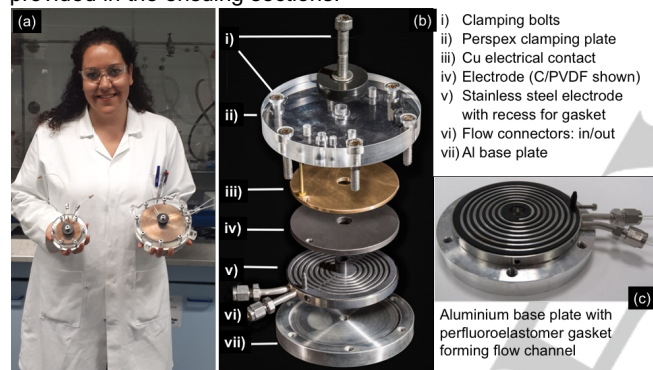 provided in the ensuing sections.
(a)
(b)
i)
ii)
iii)
iv)
v)
vi)
vii)
i) Clamping bolts
ii) Perspex clamping plate
iii) Cu electrical contact
iv) Electrode (C/PVDF shown)
v) Stainless steel electrode
with recess for gasket
vi) Flow connectors: in/out
vii) Al base plate
(c)
Aluminium base plate with
perfluoroelastomer gasket
forming flow channel